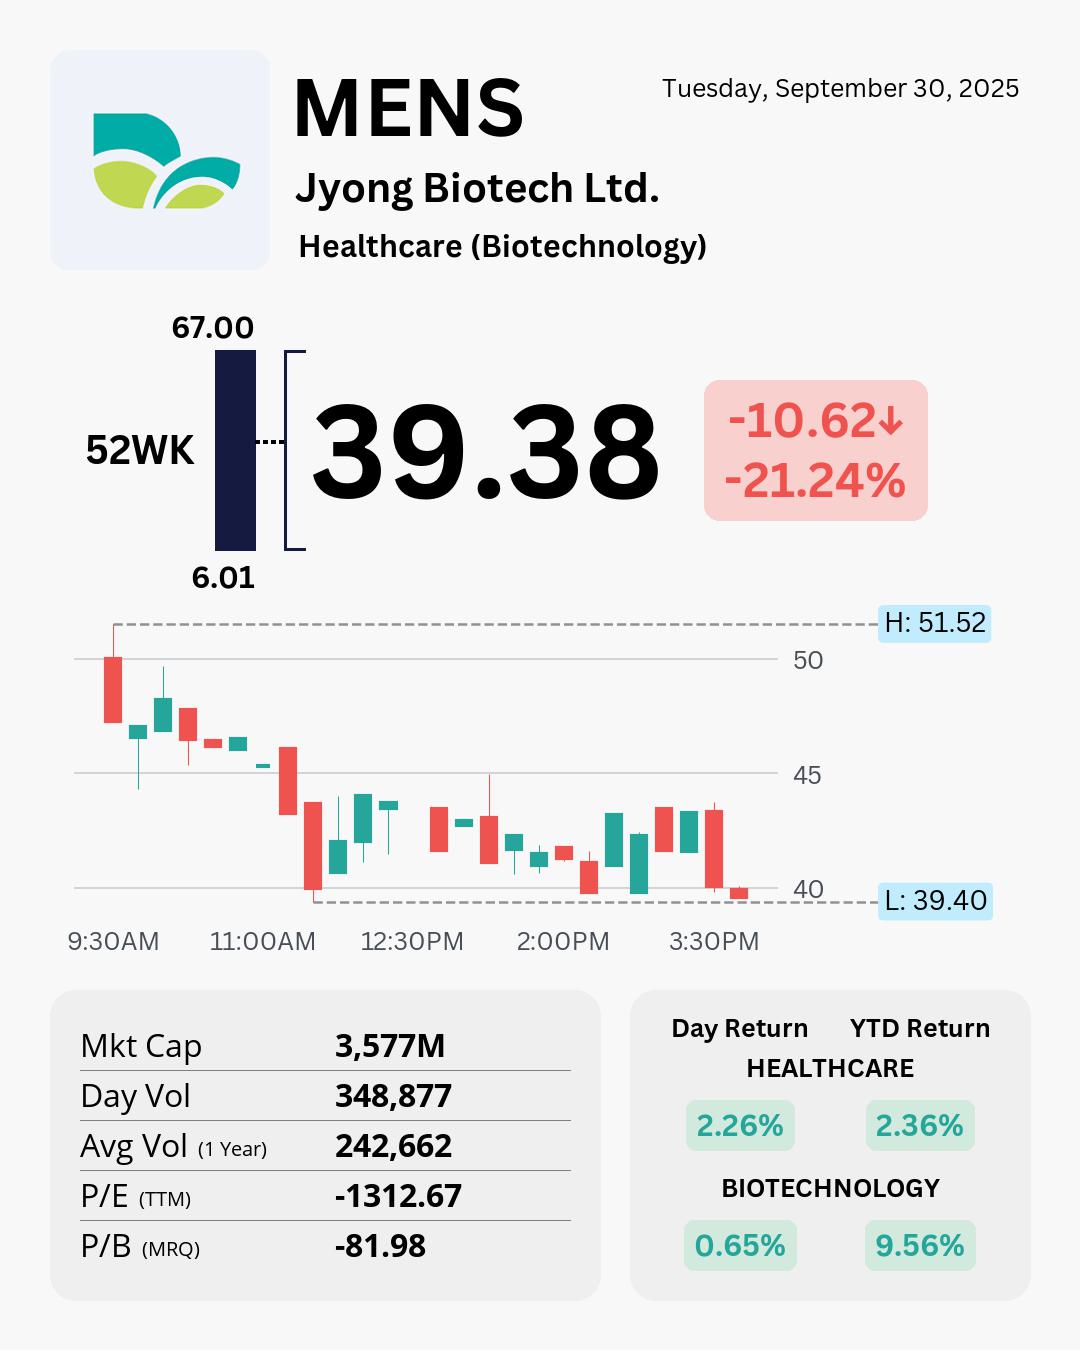 MENS
Tuesday, September 30, 2025
Jyong Biotech Ltd.
Healthcare (Biotechnology)
67.00
52WK
39.38
-10.62↓
-21.24%
6.01
H: 51.52
50
45
40
L: 39.40
9:30AM 11:00AM 12:30PM 2:00PM 3:30PM
Mkt Cap 3,577M
Day Vol 348,877
Avg Vol (1 Year) 242,662
P/E (TTM) -1312.67
P/B (MRQ) -81.98
Day Return YTD Return
HEALTHCARE
2.26% 2.36%
BIOTECHNOLOGY
0.65% 9.56%